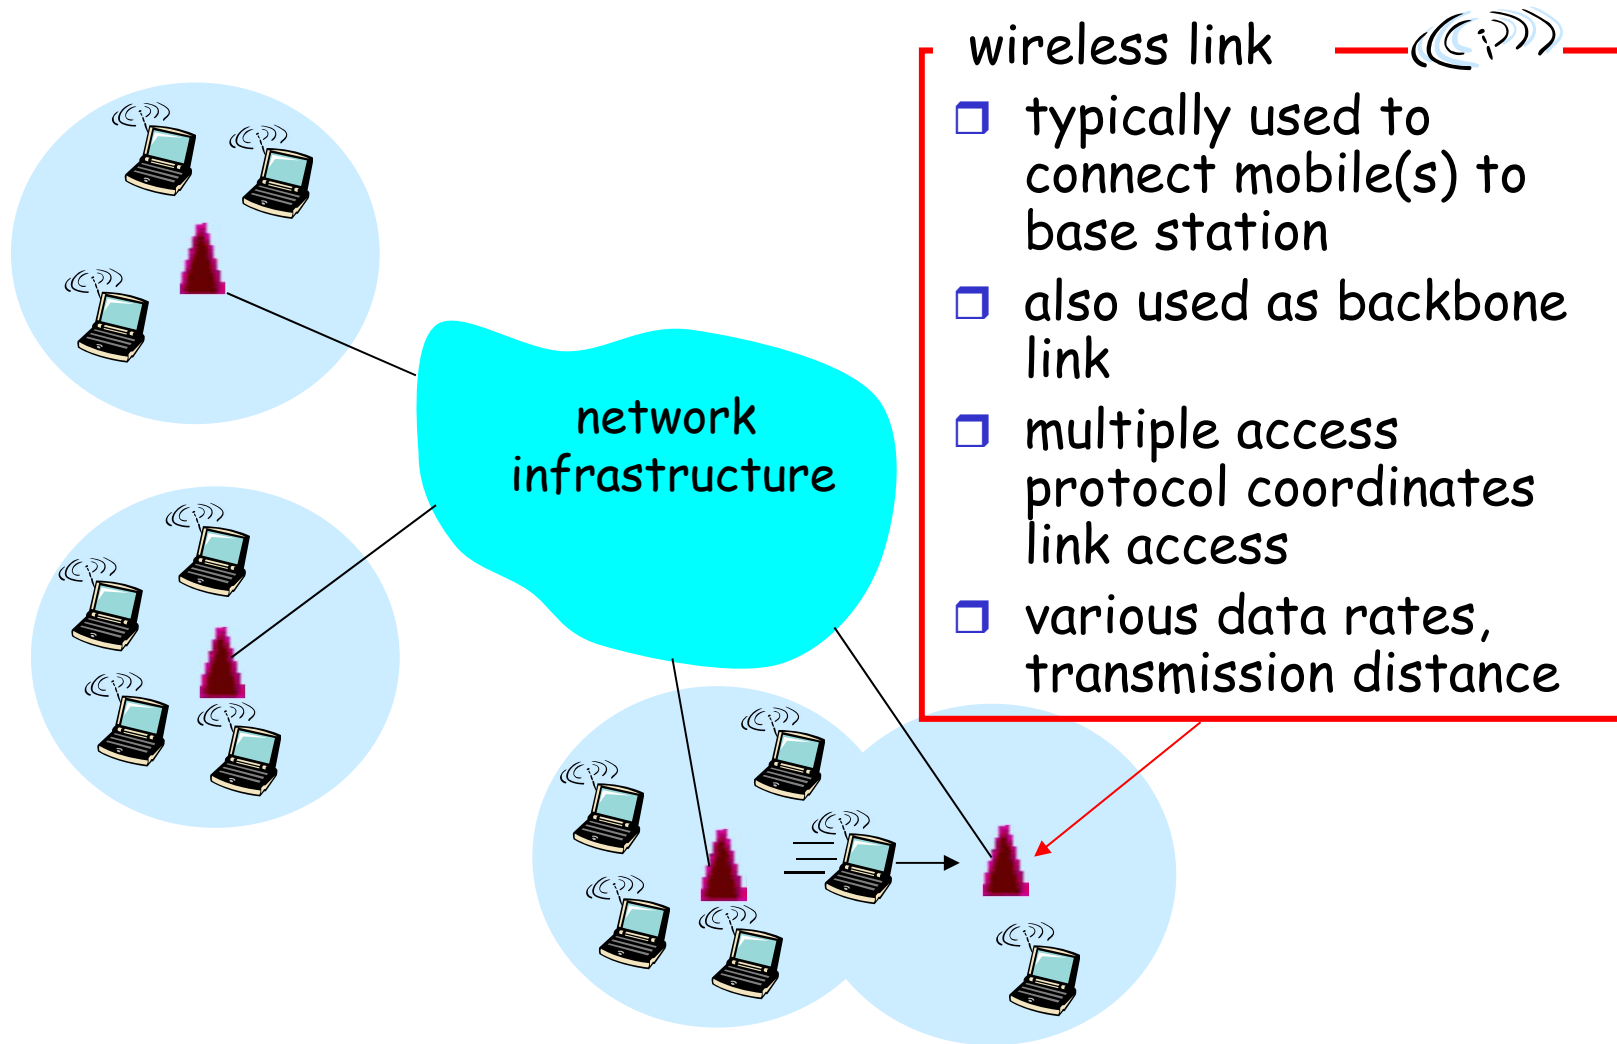 wireless link
typically used to
connect mobile(s) to
base station
also used as backbone
link
multiple access
protocol coordinates
link access
various data rates,
transmission distance
network
infrastructure